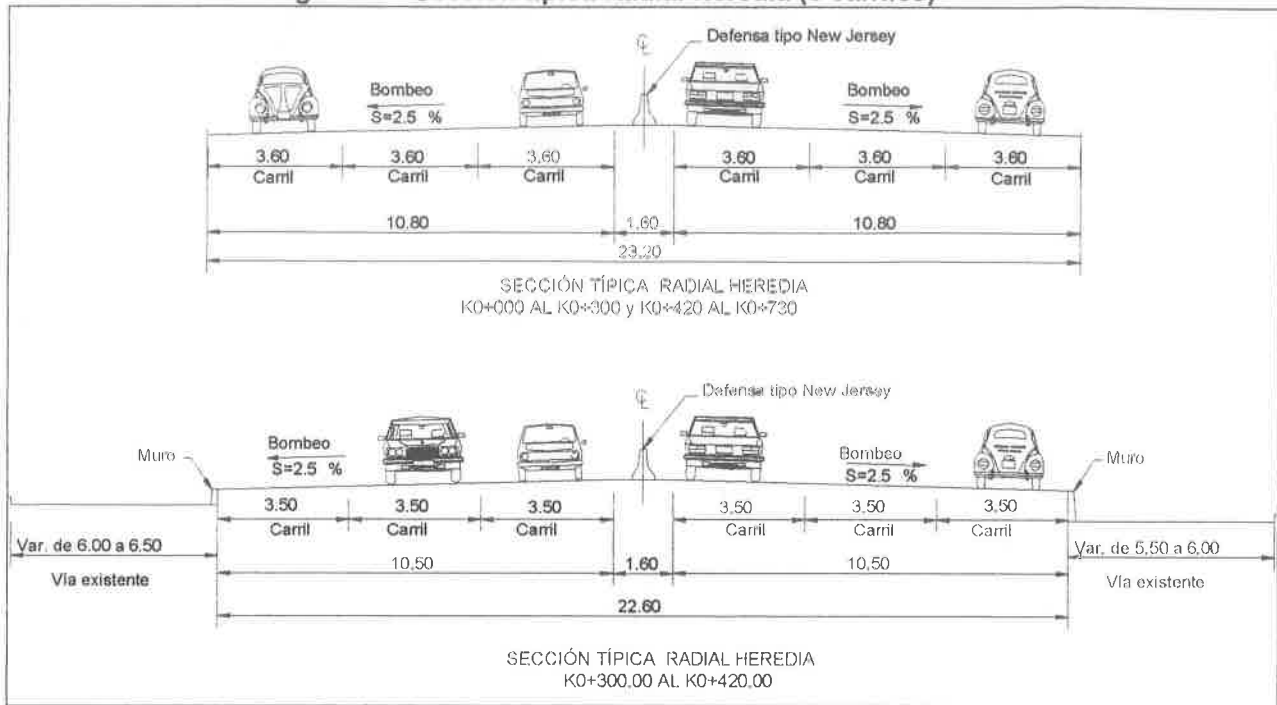 Defensa tipo New Jersey
Bombeo
S=2.5 %
Bombeo
S=2.5 %
3.60 3.60 3.60 3.60 3.60 3.60
Carril Carril Carril Carril Carril Carril
10.80 1.60 10.80
23.20
SECCIÓN TÍPICA RADIAL HEREDIA
K0+000 AL K0+300 y K0+420 AL K0+730
Defensa tipo New Jersey
Muro
Bombeo
S=2.5 %
Bombeo
S=2.5 %
Muro
3.50 3.50 3.50 3.50 3.50 3.50
Carril Carril Carril Carril Carril Carril
Var. de 6.00 a 6.50
Vía existente
10.50 1.60 10.50
Var. de 5,50 a 6,00
Vía existente
22.60
SECCIÓN TÍPICA RADIAL HEREDIA
K0+300,00 AL K0+420,00